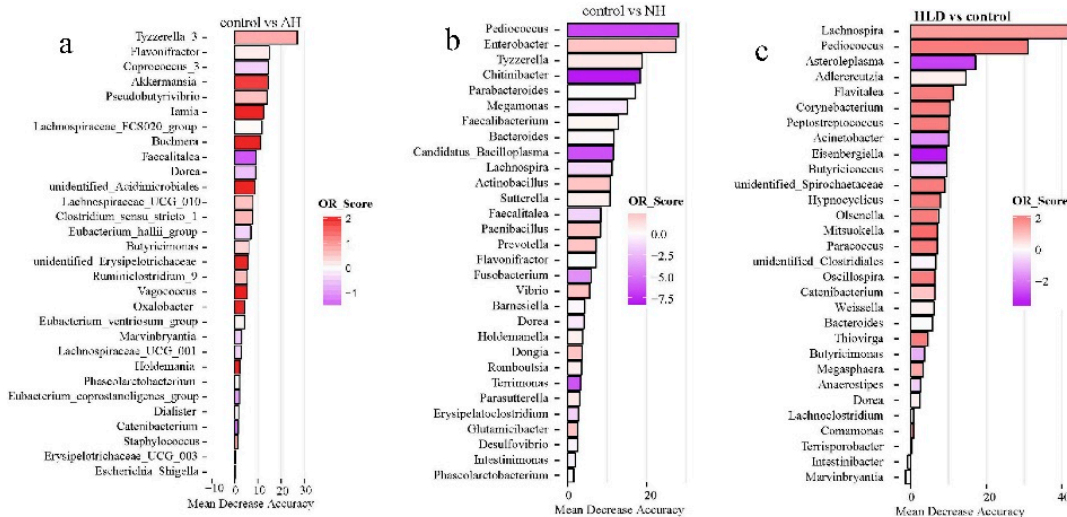 a
control vs AH
Tyzzerella_3
Flavonifractor
Coprococcus_3
Akkermansia
Pseudobutyrivibrio
Iamia
Lachnospiraceae_FCS020_group
Buelmera
Faecalitalea
Dorea
unidentified_Acidimicrobiales
Lachnospiraceae_UCG_010
Clostridium_sensu_stricto_1
Eubacterium_hallii_group
Butyricimonas
unidentified_Erysipelotrichaceae
Ruminiclostridium_9
Vagococcus
Oxalobacter
Eubacterium_ventriosum_group
Marvinbryantia
Lachnospiraceae_UCG_001
Holdemania
Phascolarctobacterium
Eubacterium_coprostanoligenes_group
Dialister
Catenibacterium
Staphylococcus
Erysipelotrichaceae_UCG_003
Escherichia_Shigella
-10 0 10 20 30
Mean Decrease Accuracy
OR_Score
2
1
0
-1
b
control vs NH
Pediococcus
Enterobacter
Tyzzerella
Chitinibacter
Parabacteroides
Megamonas
Faecalibacterium
Bacteroides
Candidatus_Bacilloplasma
Lachnospira
Actinobacillus
Sutterella
Faecalitalea
Paenibacillus
Prevotella
Flavonifractor
Fusobacterium
Vibrio
Barnesiella
Dorea
Holdemanella
Dongia
Romboutsia
Terrimonas
Parasutterella
Erysipelatoclostridium
Glutamicibacter
Desulfovibrio
Intestinimonas
Phascolarctobacterium
0 20
Mean Decrease Accuracy
OR_Score
0.0
-2.5
-5.0
-7.5
c
HLD vs control
Lachnospira
Pediococcus
Asteroleplasma
Adlercreutzia
Flavitalea
Corynebacterium
Peptostreptococcus
Acinetobacter
Eisenbergiella
Butyricicoccus
unidentified_Spirochaetaceae
Hypnocyclicus
Olsenella
Mitsuokella
Paracoccus
unidentified_Clostridiales
Oscillospira
Catenibacterium
Weissella
Bacteroides
Thiovirga
Butyricimonas
Megasphaera
Anaerostipes
Dorea
Lachnoclostridium
Comamonas
Terrisporobacter
Intestinibacter
Marvinbryantia
0 20 40
Mean Decrease Accuracy
OR_Score
2
0
-2